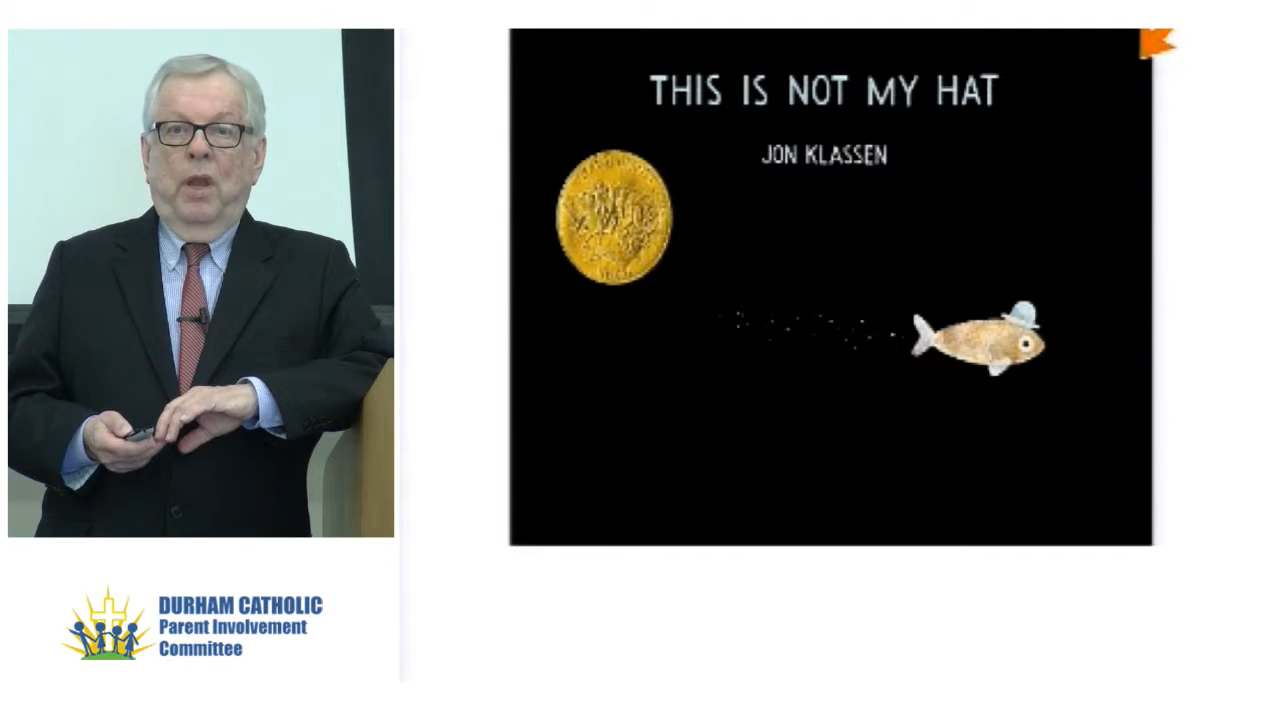 THIS IS NOT MY HAT
JON KLASSEN
DURHAM CATHOLIC
Parent Involvement
Committee